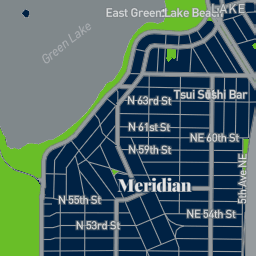 East Green Lake Beach
LAKE
Green Lake
Tsui Sushi Bar
N 63rd St
N 61st St
NE 60th St
N 59th St
Meridian
5th Ave NE
N 55th St
NE 54th St
N 53rd St